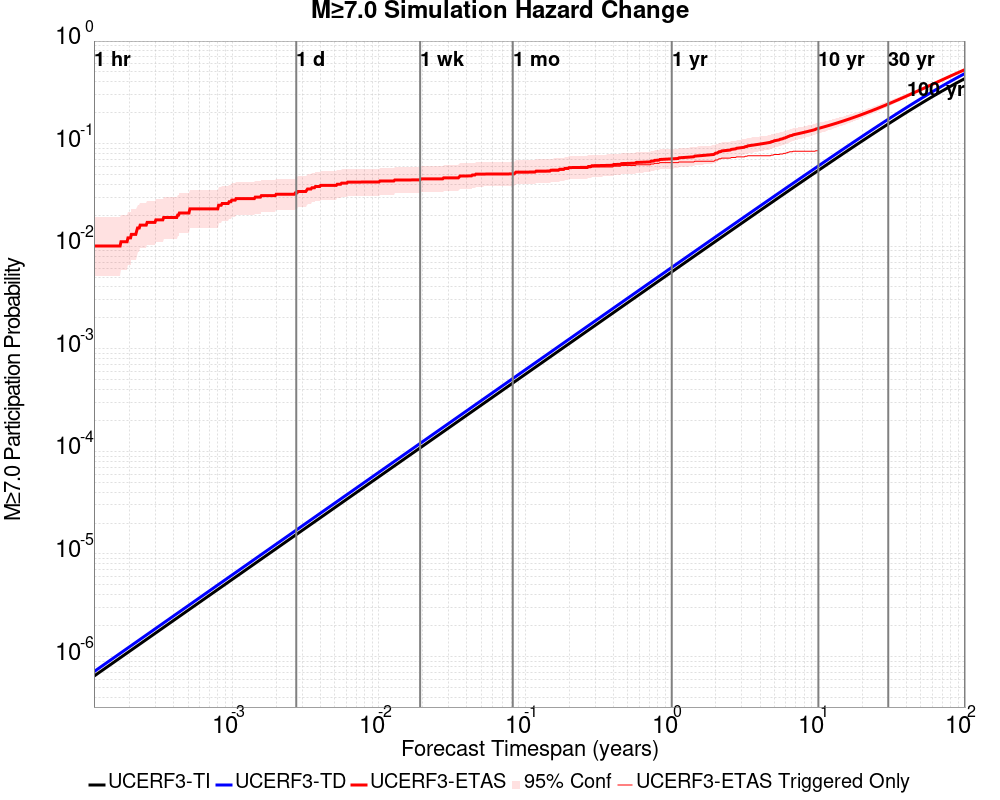 M≥7.0 Simulation Hazard Change
10^0
1 hr
1 d
1 wk
1 mo
1 yr
10 yr
30 yr
100 yr
10^-1
10^-2
10^-3
10^-4
10^-5
10^-6
M≥7.0 Participation Probability
10^-3
10^-2
10^-1
10^0
10^1
10^2
Forecast Timespan (years)
UCERF3-TI UCERF3-TD UCERF3-ETAS 95% Conf UCERF3-ETAS Triggered Only